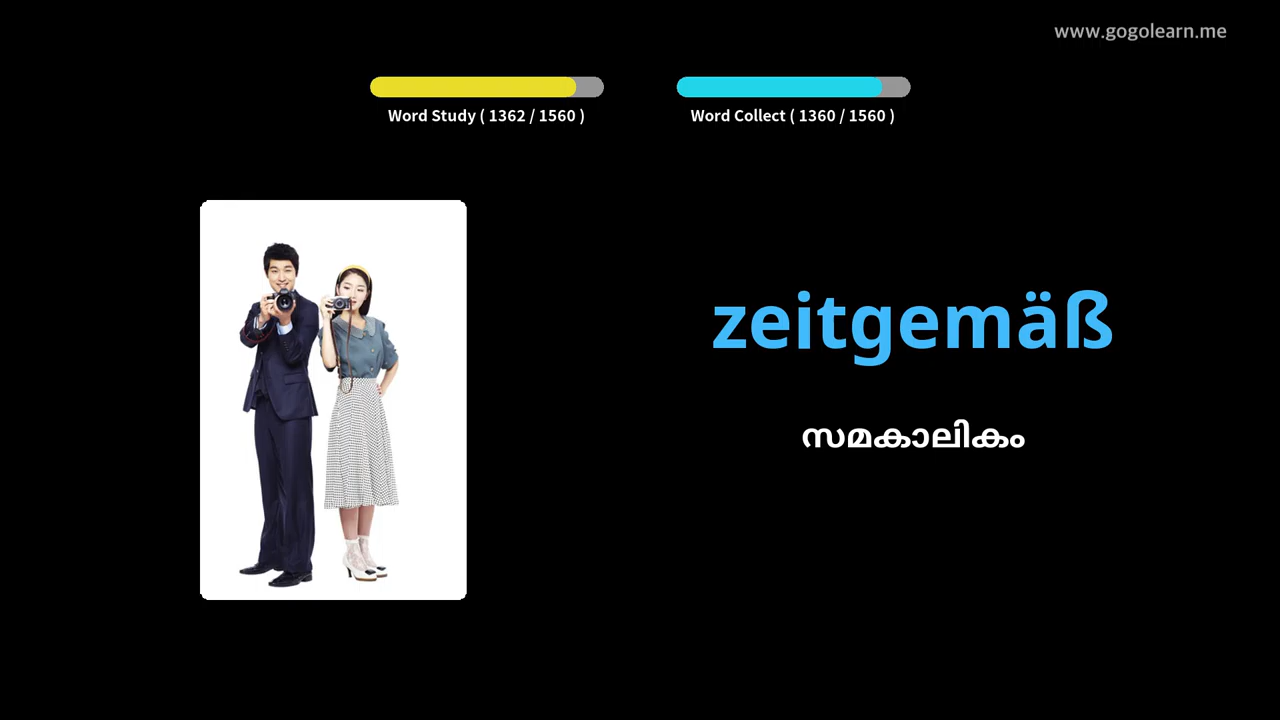 www.gogolearn.me
Word Study ( 1362 / 1560 )
Word Collect ( 1360 / 1560 )
zeitgemäß
സമകാലികം